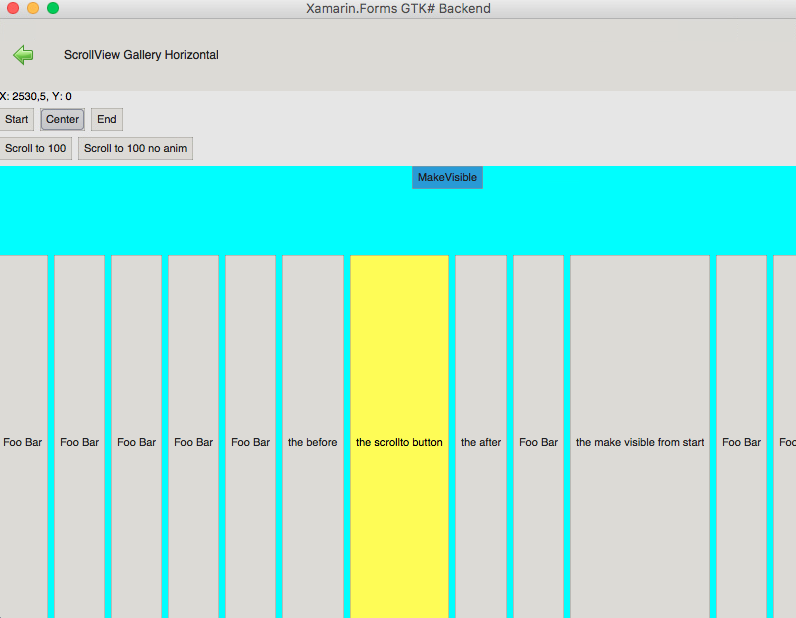 Xamarin.Forms GTK# Backend
ScrollView Gallery Horizontal
X: 2530,5, Y: 0
Start Center End
Scroll to 100 Scroll to 100 no anim
MakeVisible
Foo Bar Foo Bar Foo Bar Foo Bar Foo Bar the before the scrollto button the after Foo Bar the make visible from start Foo Bar Foo